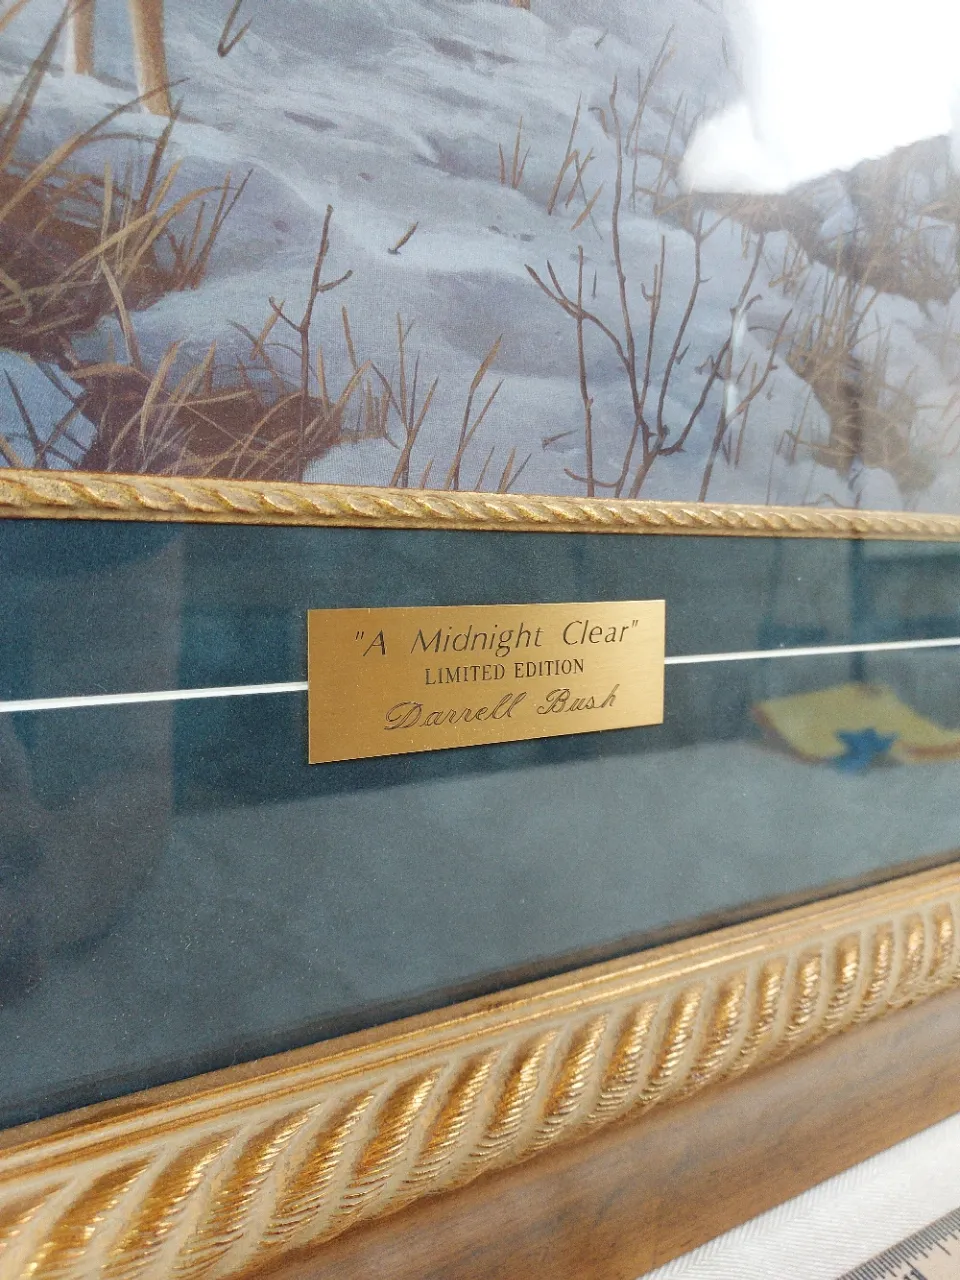 "A Midnight Clear"
LIMITED EDITION
Darrell Bush